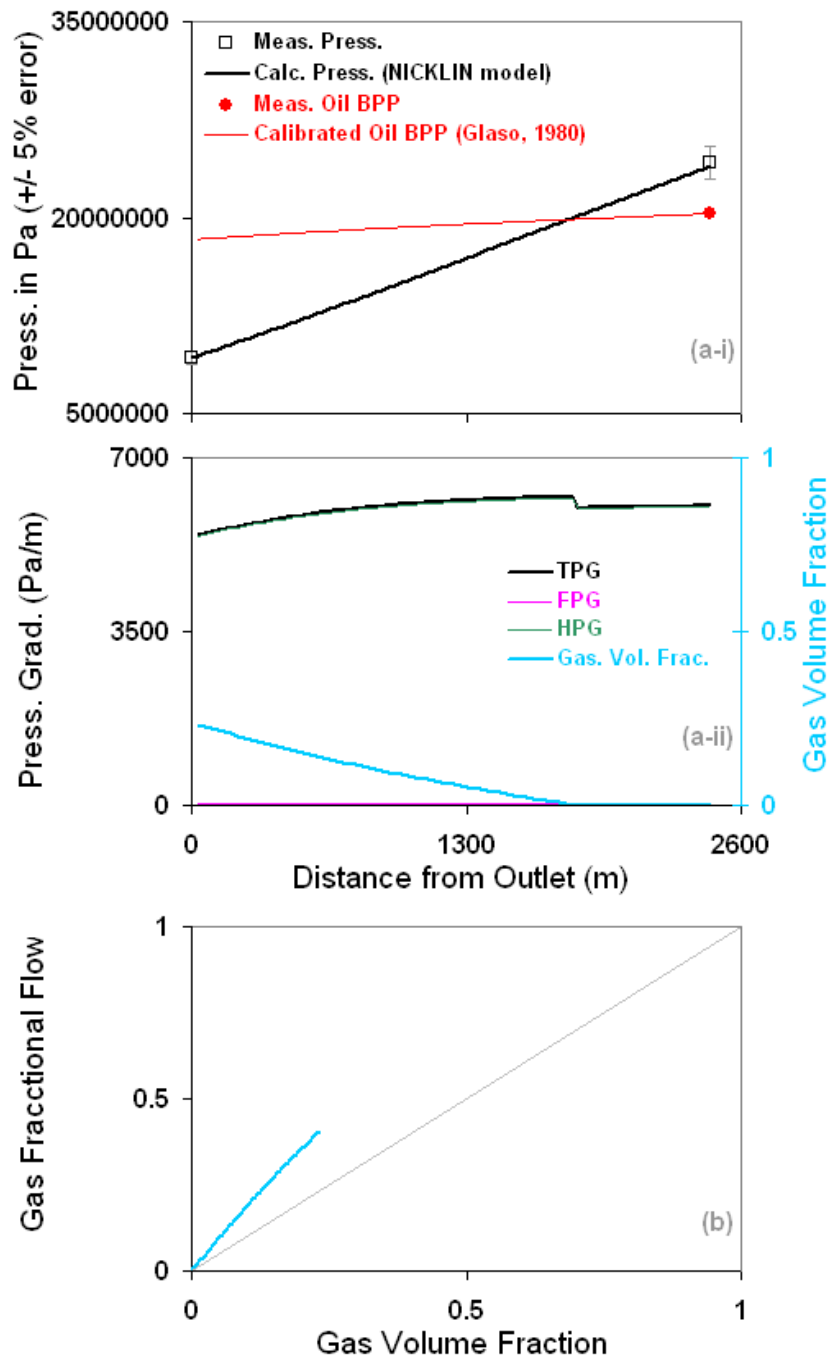 35000000
Meas. Press.
Calc. Press. (NICKLIN model)
Meas. Oil BPP
Calibrated Oil BPP (Glaso, 1980)
Press. in Pa (+/- 5% error)
20000000
(a-i)
5000000
0
1300
2600
7000
1
TPG
FPG
HPG
Gas. Vol. Frac.
Press. Grad. (Pa/m)
3500
0.5
Gas Volume Fraction
(a-ii)
0
0
0
1300
2600
Distance from Outlet (m)
1
Gas Fracctional Flow
0.5
(b)
0
0
0.5
1
Gas Volume Fraction